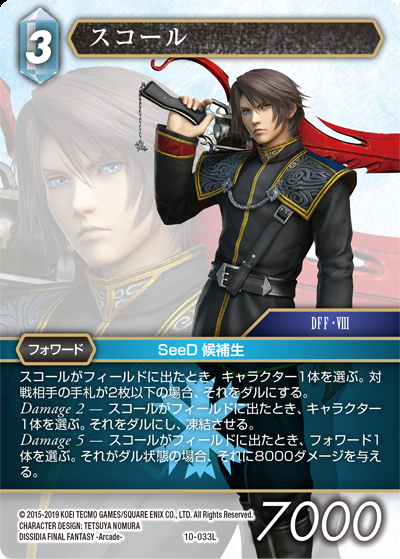 3
スコール
DFF・VIII
フォワード
SeeD 候補生
スコールがフィールドに出たとき、キャラクター1体を選ぶ。対
戦相手の手札が2枚以下の場合、それをダルにする。
Damage 2 — スコールがフィールドに出たとき、キャラクター
1体を選ぶ。それをダルにし、凍結させる。
Damage 5 — スコールがフィールドに出たとき、フォワード1
体を選ぶ。それがダル状態の場合、それに8000ダメージを与え
る。
© 2015-2019 KOEI TECMO GAMES/SQUARE ENIX CO., LTD. All Rights Reserved.
CHARACTER DESIGN: TETSUYA NOMURA
DISSIDIA FINAL FANTASY -Arcade-
10-033L
7000